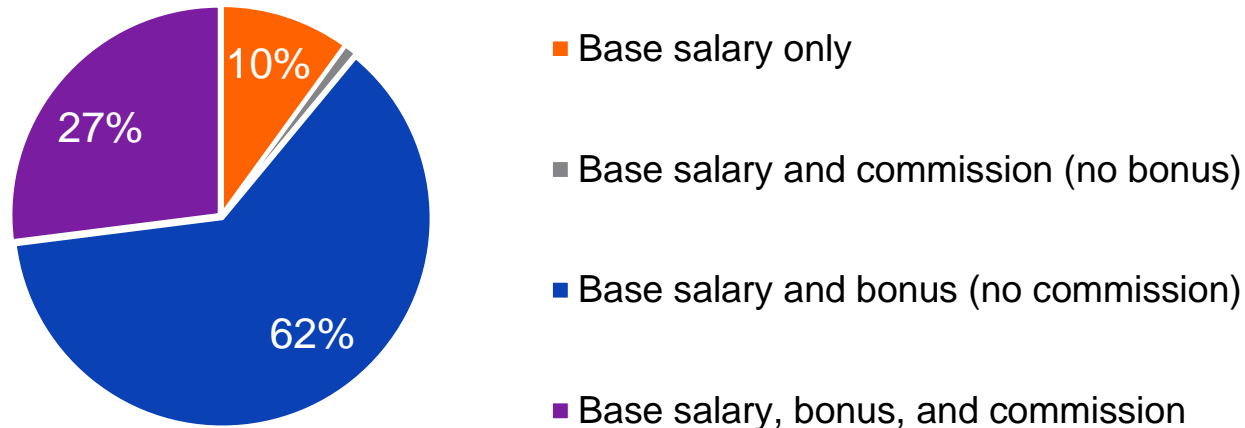 10%
27%
62%
Base salary only
Base salary and commission (no bonus)
Base salary and bonus (no commission)
Base salary, bonus, and commission